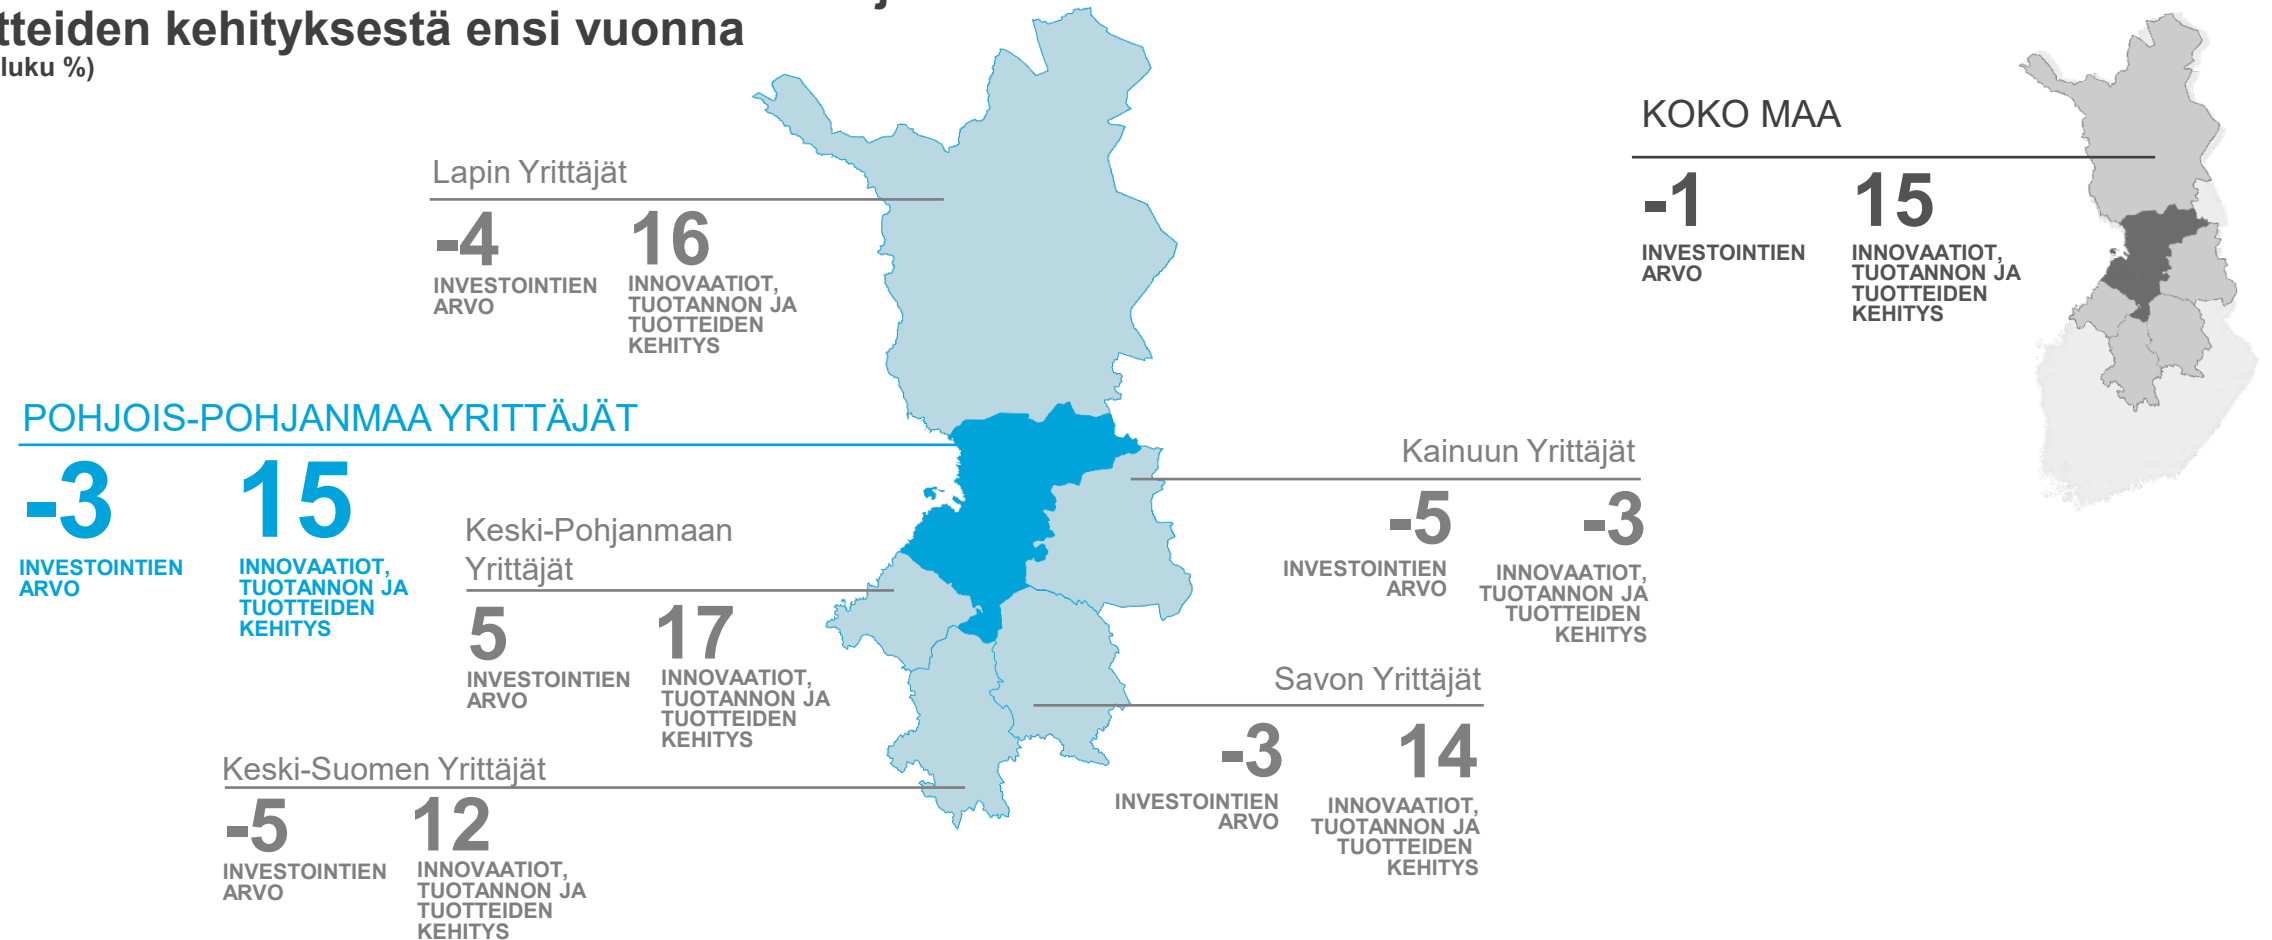 tteiden kehityksestä ensi vuonna
luku %)
KOKO MAA
-1 15
INVESTOINTIEN
ARVO
INNOVAATIOT,
TUOTANNON JA
TUOTTEIDEN
KEHITYS
Lapin Yrittäjät
-4 16
INVESTOINTIEN
ARVO
INNOVAATIOT,
TUOTANNON JA
TUOTTEIDEN
KEHITYS
POHJOIS-POHJANMAA YRITTÄJÄT
-3 15
INVESTOINTIEN
ARVO
INNOVAATIOT,
TUOTANNON JA
TUOTTEIDEN
KEHITYS
Keski-Pohjanmaan
Yrittäjät
5 17
INVESTOINTIEN
ARVO
INNOVAATIOT,
TUOTANNON JA
TUOTTEIDEN
KEHITYS
Kainuun Yrittäjät
-5 -3
INVESTOINTIEN
ARVO
INNOVAATIOT,
TUOTANNON JA
TUOTTEIDEN
KEHITYS
Savon Yrittäjät
-3 14
INVESTOINTIEN
ARVO
INNOVAATIOT,
TUOTANNON JA
TUOTTEIDEN
KEHITYS
Keski-Suomen Yrittäjät
-5 12
INVESTOINTIEN
ARVO
INNOVAATIOT,
TUOTANNON JA
TUOTTEIDEN
KEHITYS